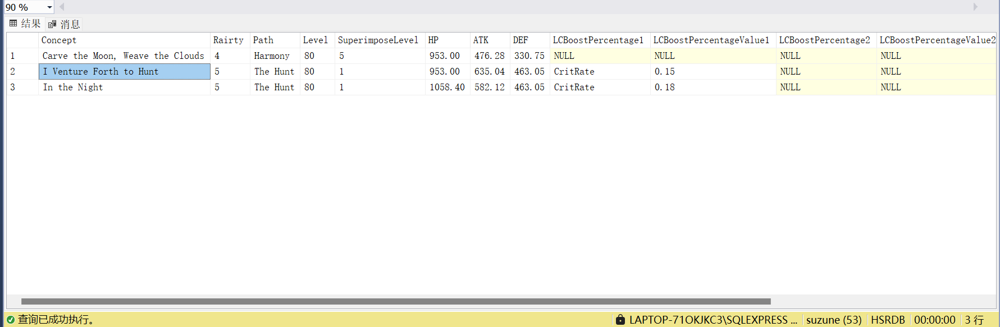 90 %
结果 消息
Concept Rairty Path Level SuperimposeLevel HP ATK DEF LCBoostPercentage1 LCBoostPercentageValue1 LCBoostPercentage2 LCBoostPercentageValue2
1 Carve the Moon, Weave the Clouds 4 Harmony 80 5 953.00 476.28 330.75 NULL NULL NULL NULL
2 I Venture Forth to Hunt 5 The Hunt 80 1 953.00 635.04 463.05 CritRate 0.15 NULL NULL
3 In the Night 5 The Hunt 80 1 1058.40 582.12 463.05 CritRate 0.18 NULL NULL
查询已成功执行。 LAPTOP-71OKJKC3\SQLEXPRESS ... suzune (53) HSRDB 00:00:00 3 行